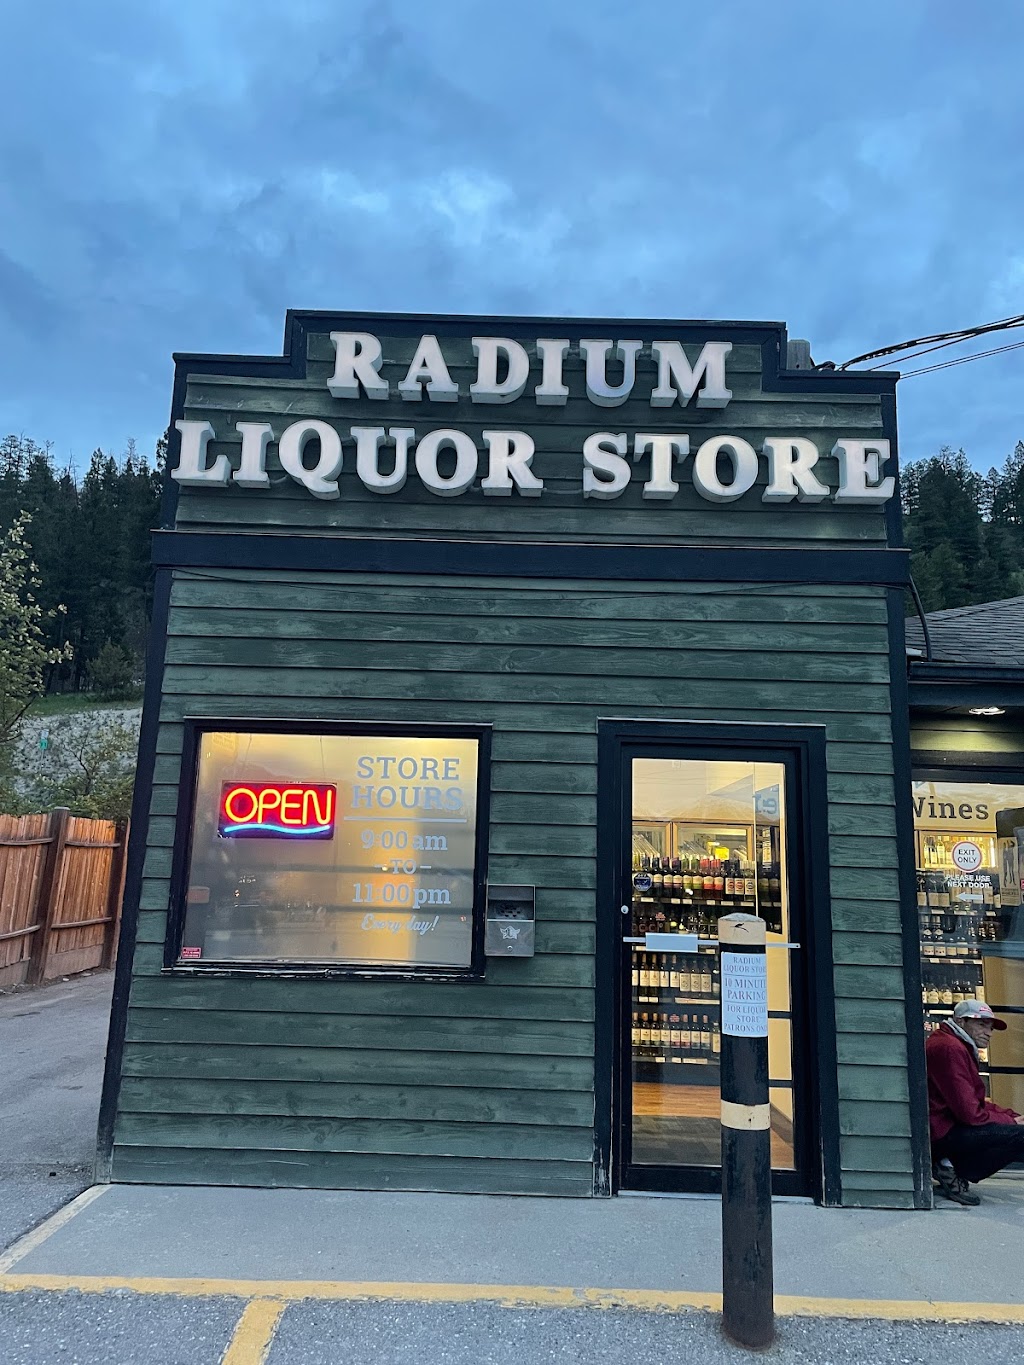 RADIUM
LIQUOR STORE
OPEN
STORE
HOURS
9:00 am
- TO -
11:00 pm
Every day!
RADIUM
LIQUOR STORE
10 MINUTE
PARKING
FOR LIQUOR
STORE
PATRONS ONLY
Wines
EXIT
ONLY
PLEASE USE
NEXT DOOR